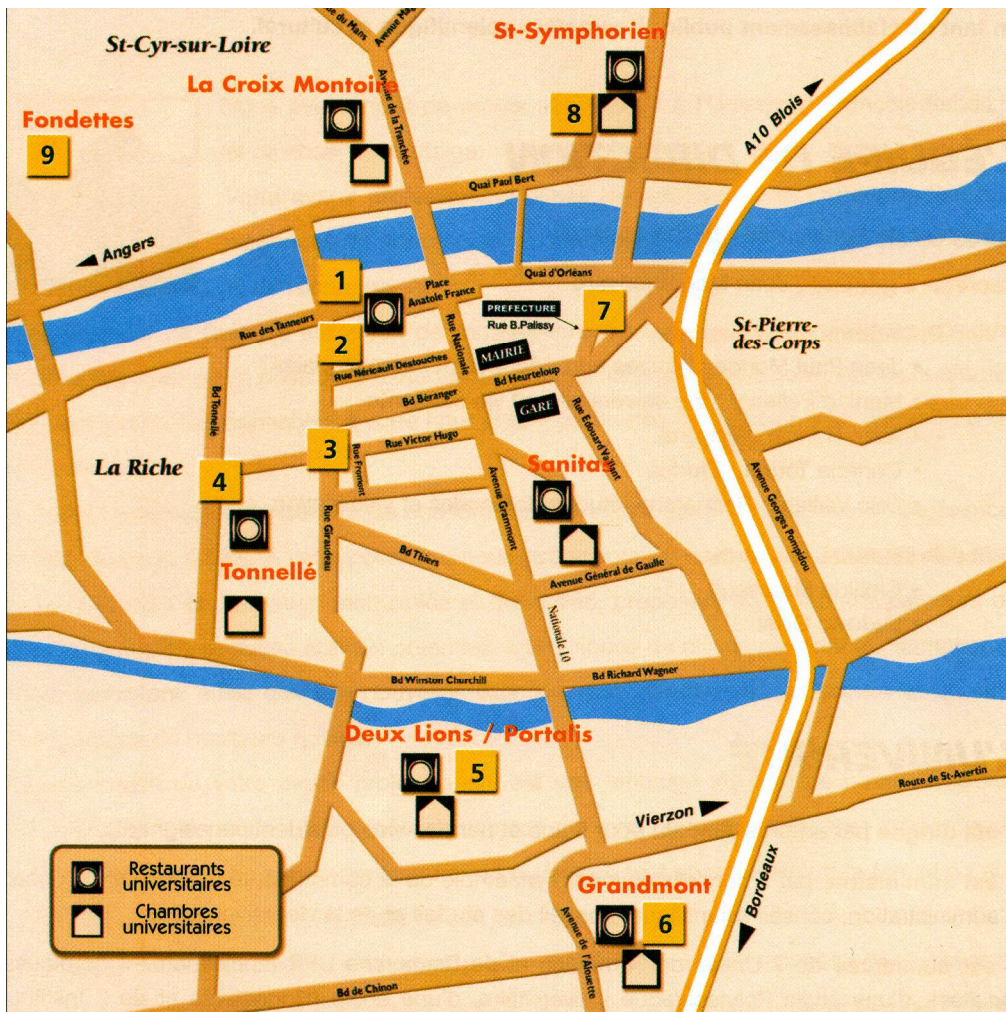 St-Cyr-sur-Loire
St-Symphorien
La Croix Montoire
Avenue de la Tranchée
A10 Blois
Fondettes
9
8
Quai Paul Bert
Angers
1
Place
Anatole France
Quai d'Orléans
Rue des Tanneurs
2
PREFECTURE
Rue B.Palissy
7
St-Pierre-
des-Corps
Rue Nationale
MAIRIE
Rue Néricault Destouches
Bd Heurteloup
Bd Béranger
GARE
Bd Tonnellé
Rue Edouard Vaillant
3
Rue Victor Hugo
Rue Fromont
La Riche
4
Sanitas
Avenue Grammont
Avenue Georges Pompidou
Rue Giraudeau
Bd Thiers
Tonnellé
Avenue Général de Gaulle
Nationale 10
Bd Winston Churchill
Bd Richard Wagner
Deux Lions / Portalis
5
Route de St-Avertin
Vierzon
Bordeaux
Restaurants
universitaires
Chambres
universitaires
Grandmont
6
Avenue de
l'Alouette
Bd de Chinon